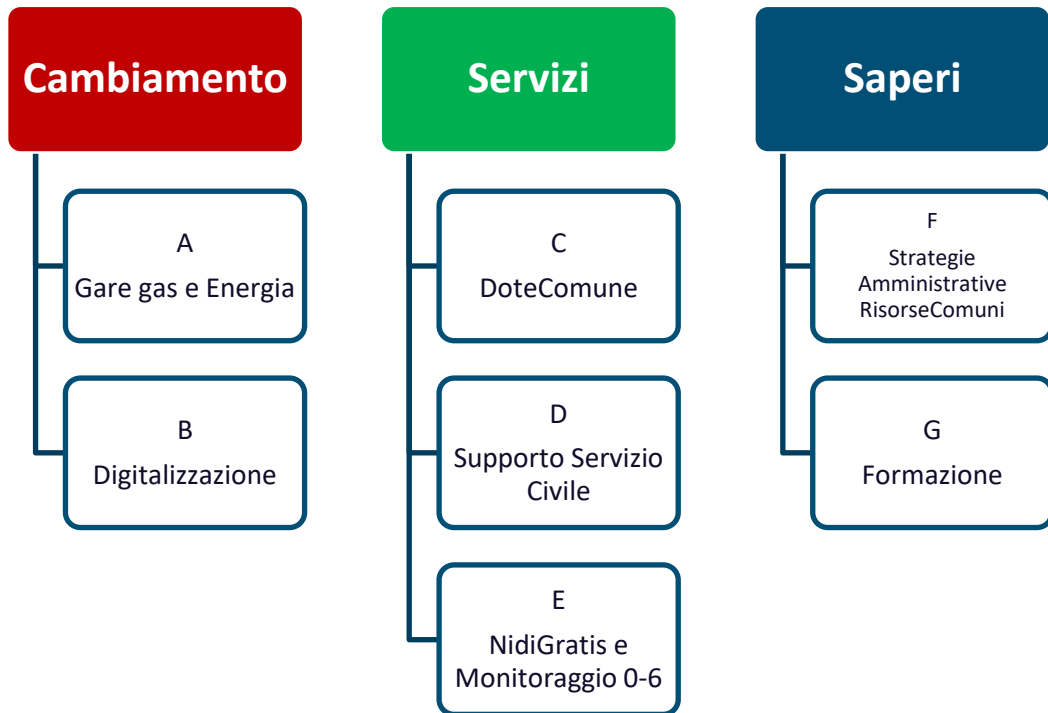 Cambiamento
A
Gare gas e Energia
B
Digitalizzazione
Servizi
C
DoteComune
D
Supporto Servizio
Civile
E
NidiGratis e
Monitoraggio 0-6
Saperi
F
Strategie
Amministrative
RisorseComuni
G
Formazione